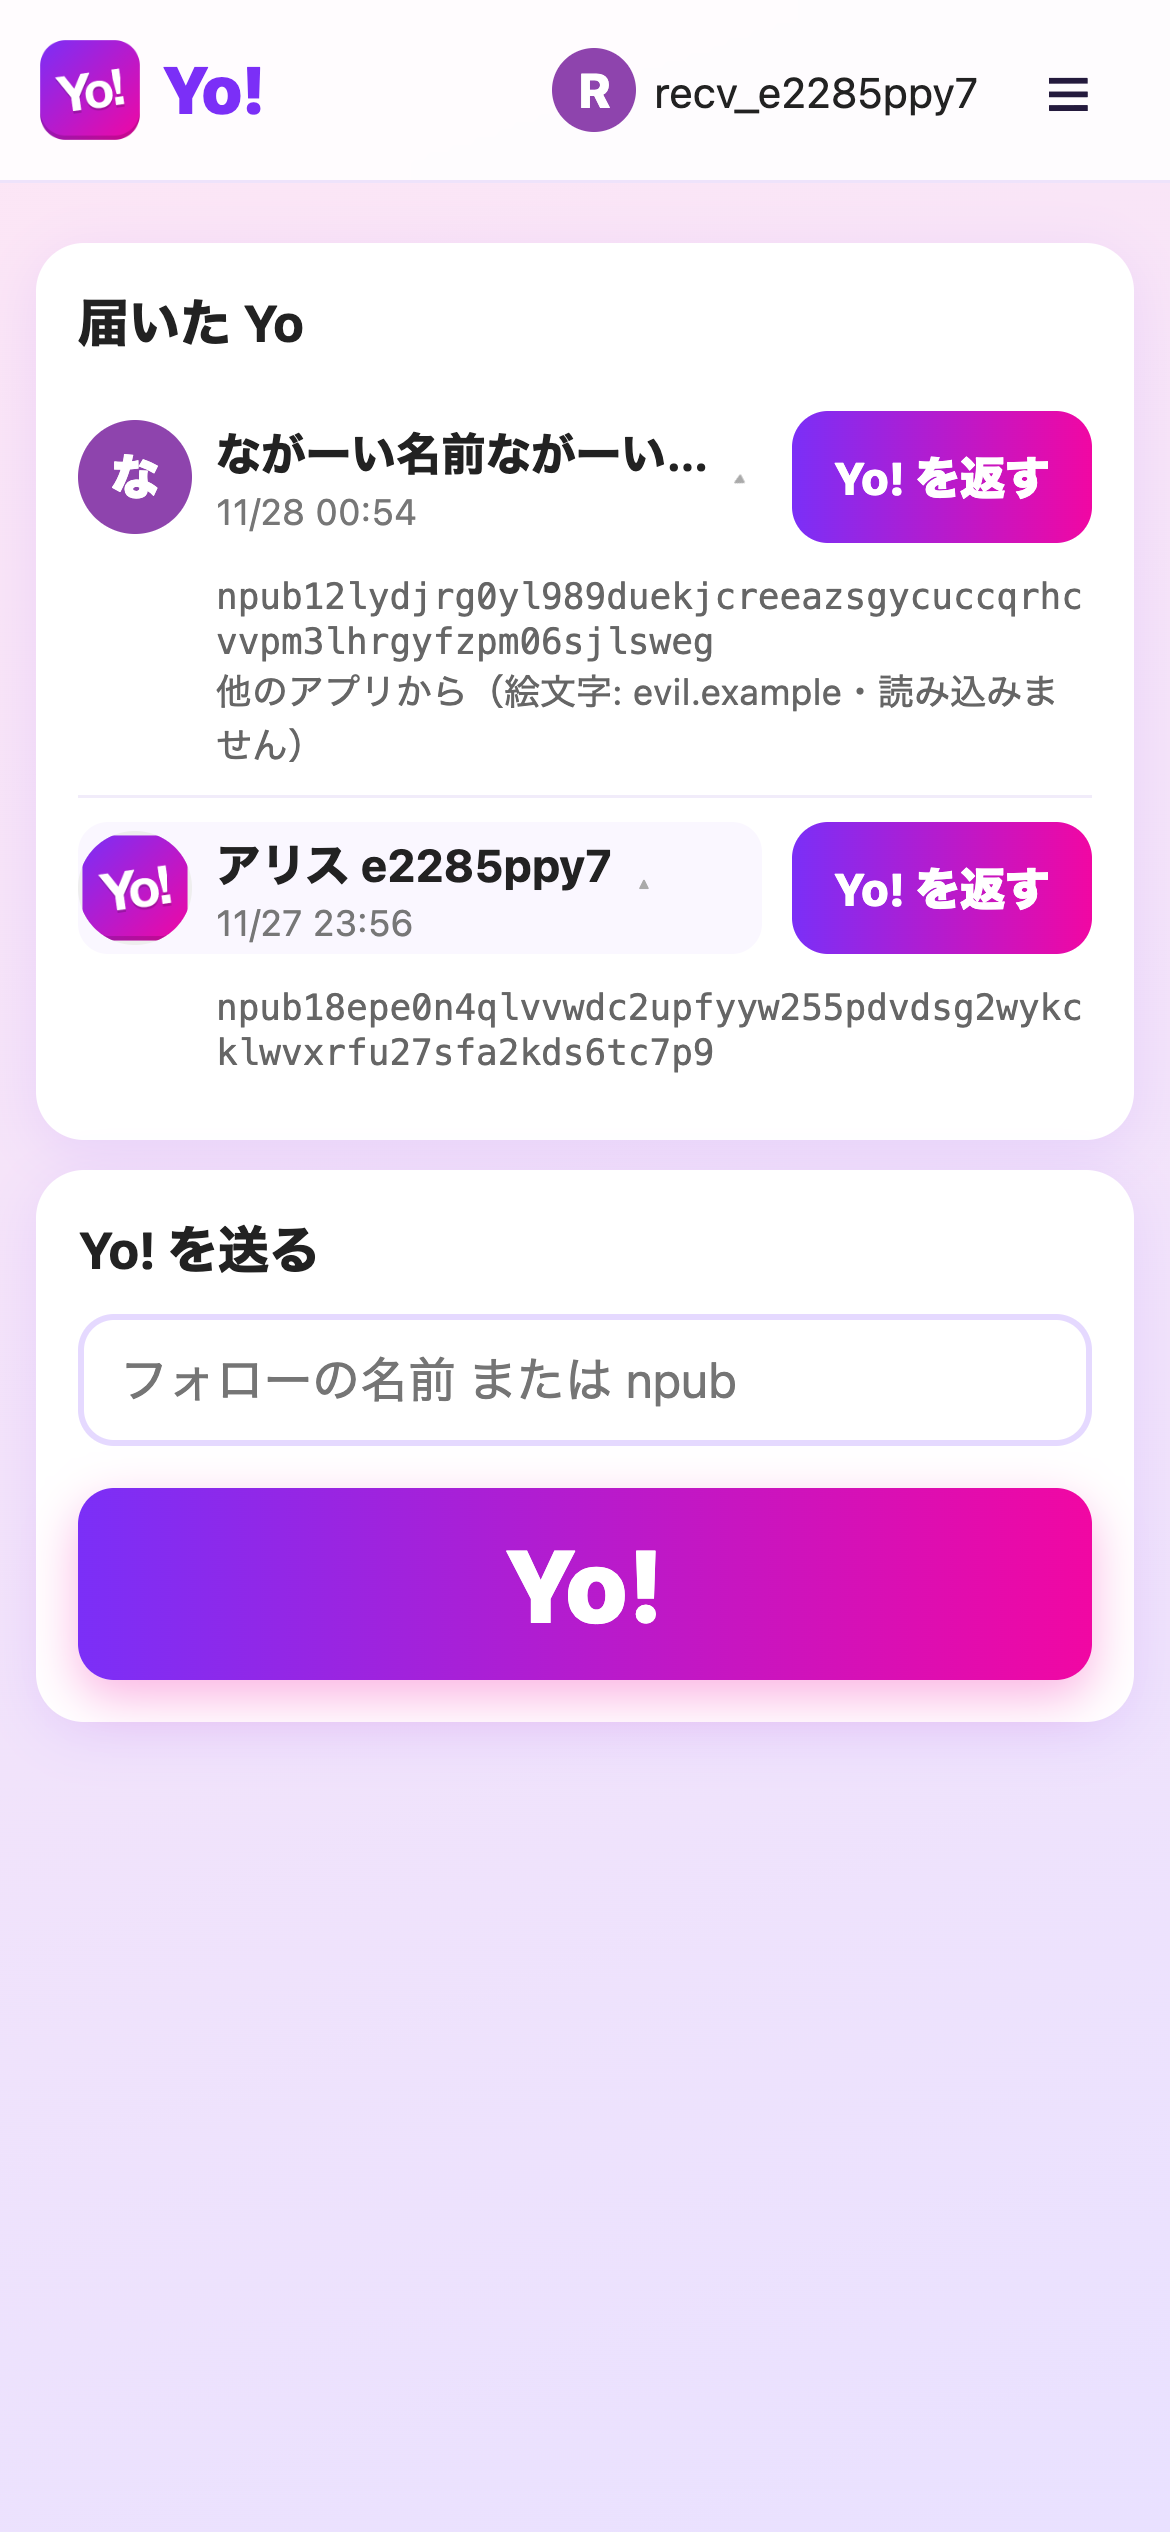 Yo! Yo! R recv_e2285ppy7
届いた Yo
な ながーい名前ながーい... Yo! を返す
11/28 00:54
npub12lydjrg0yl989duekjcreeazsgycuccqrhc
vvpm3lhrgyfzpm06sjlsweg
他のアプリから（絵文字: evil.example・読み込みま
せん）
Yo! アリス e2285ppy7 Yo! を返す
11/27 23:56
npub18epe0n4qlvvwdc2upfyyw255pdvdsg2wykc
klwvxrfu27sfa2kds6tc7p9
Yo! を送る
フォローの名前 または npub
Yo!